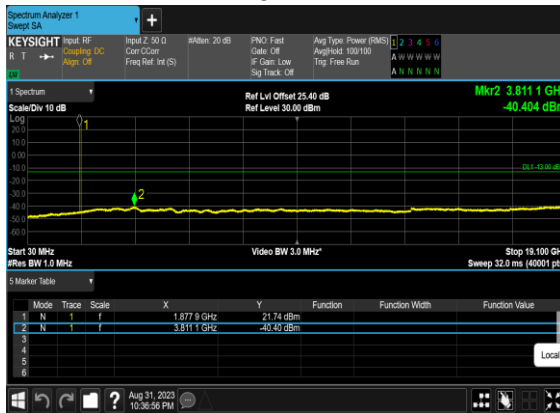 Spectrum Analyzer 1
Swept SA
KEYSIGHT Input: RF Input Z: 50 Ω #Atten: 20 dB PNO: Fast Avg Type: Power (RMS) 1 2 3 4 5 6
R T Coupling: DC Corr CCorr Gate: Off Avg|Hold: 100/100 A W W W W W
Align: Off Freq Ref: Int (S) IF Gain: Low Trig: Free Run
Sig Track: Off A N N N N N
1 Spectrum Ref Lvl Offset 25.40 dB Mkr2 3.811 1 GH
Scale/Div 10 dB Ref Level 30.00 dBm -40.404 dBr
Log
20.0 1
10.0
0.00
-10.0 DL1 -13.00 dB
-20.0
-30.0 2
-40.0
-50.0
-60.0
Start 30 MHz Video BW 3.0 MHz* Stop 19.100 GH
#Res BW 1.0 MHz Sweep 32.0 ms (40001 pt
5 Marker Table
Mode Trace Scale X Y Function Function Width Function Value
1 N 1 f 1.877 9 GHz 21.74 dBm
2 N 1 f 3.811 1 GHz -40.40 dBm
3
4
5 Local
6
? Aug 31, 2023
10:36:56 PM